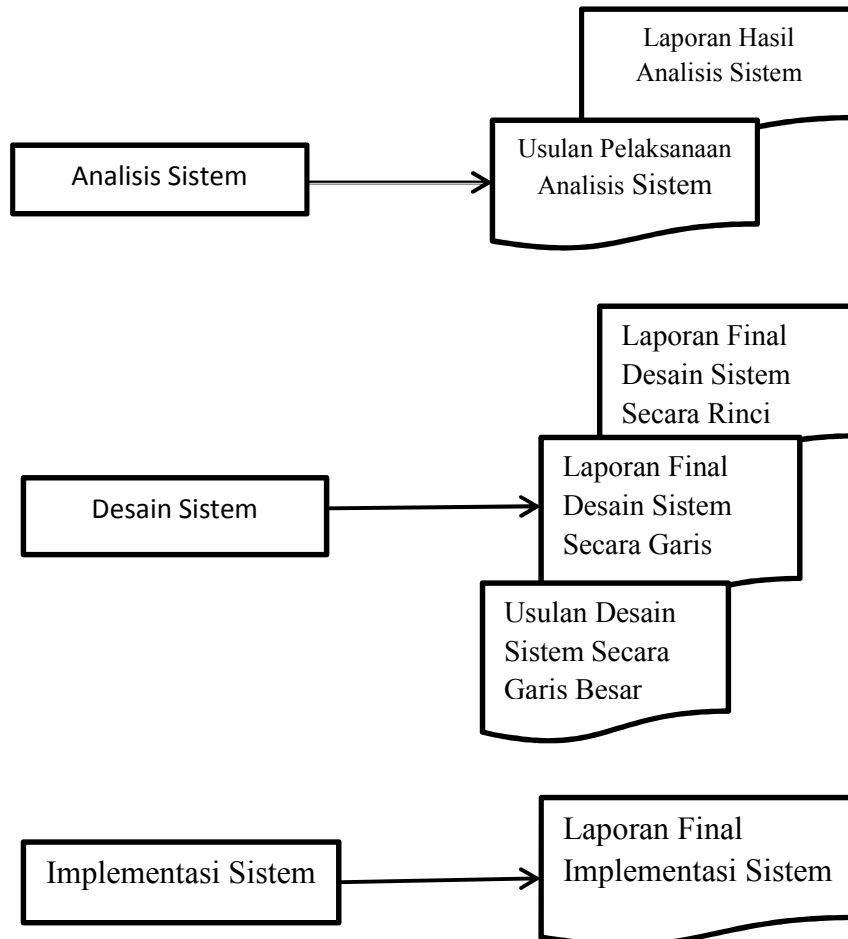 Laporan Hasil
Analisis Sistem
Analisis Sistem
Usulan Pelaksanaan
Analisis Sistem
Laporan Final
Desain Sistem
Secara Rinci
Desain Sistem
Laporan Final
Desain Sistem
Secara Garis
Usulan Desain
Sistem Secara
Garis Besar
Implementasi Sistem
Laporan Final
Implementasi Sistem